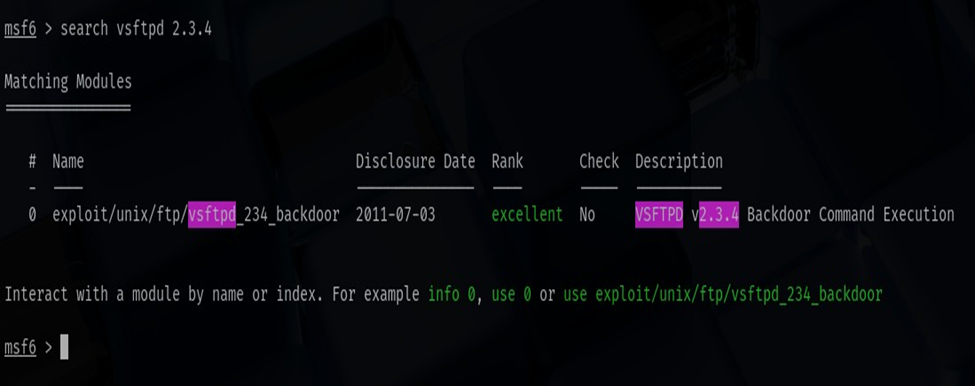 msf6 > search vsftpd 2.3.4
Matching Modules
================
# Name Disclosure Date Rank Check Description
- ---- --------------- ---- ----- -----------
0 exploit/unix/ftp/vsftpd_234_backdoor 2011-07-03 excellent No VSFTPD v2.3.4 Backdoor Command Execution
Interact with a module by name or index. For example info 0, use 0 or use exploit/unix/ftp/vsftpd_234_backdoor
msf6 >